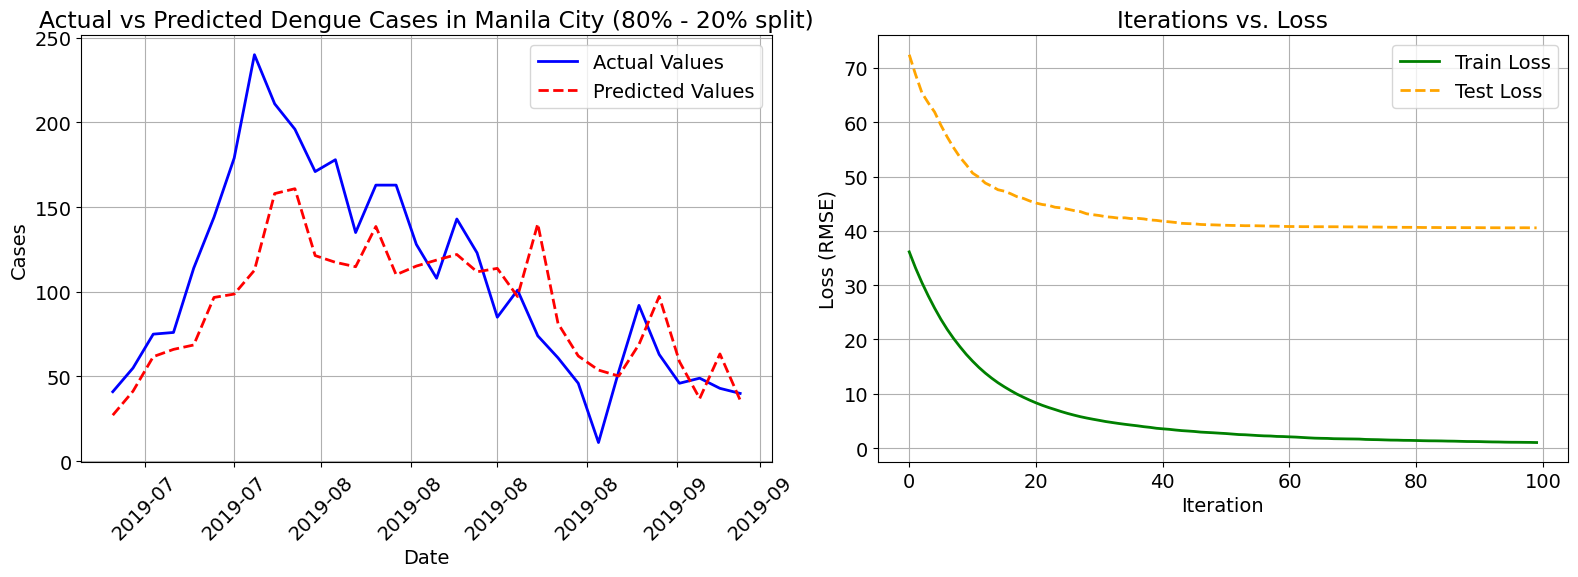 Actual vs Predicted Dengue Cases in Manila City (80% - 20% split)
Actual Values
Predicted Values
Cases
250
200
150
100
50
0
2019-07
2019-07
2019-08
2019-08
2019-08
2019-08
2019-09
2019-09
Date
Iterations vs. Loss
Train Loss
Test Loss
Loss (RMSE)
70
60
50
40
30
20
10
0
0
20
40
60
80
100
Iteration